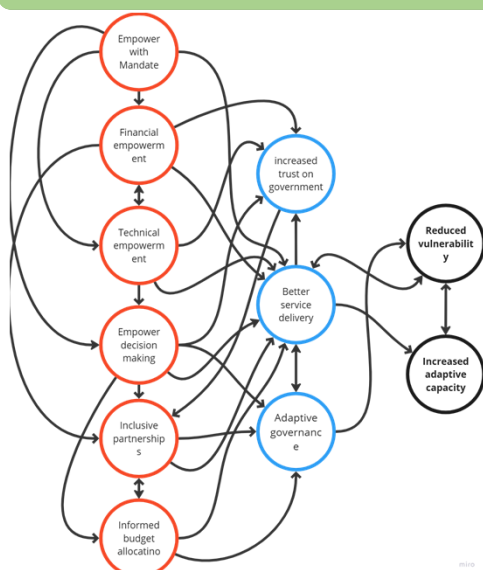 Empower
with
Mandate
Financial
empowerm
ent
increased
trust on
government
Technical
empowerm
ent
Reduced
vulnerabilit
y
Better
service
delivery
Empower
decision
making
Increased
adaptive
capacity
Inclusive
partnership
s
Adaptive
governanc
e
Informed
budget
allocatino
miro